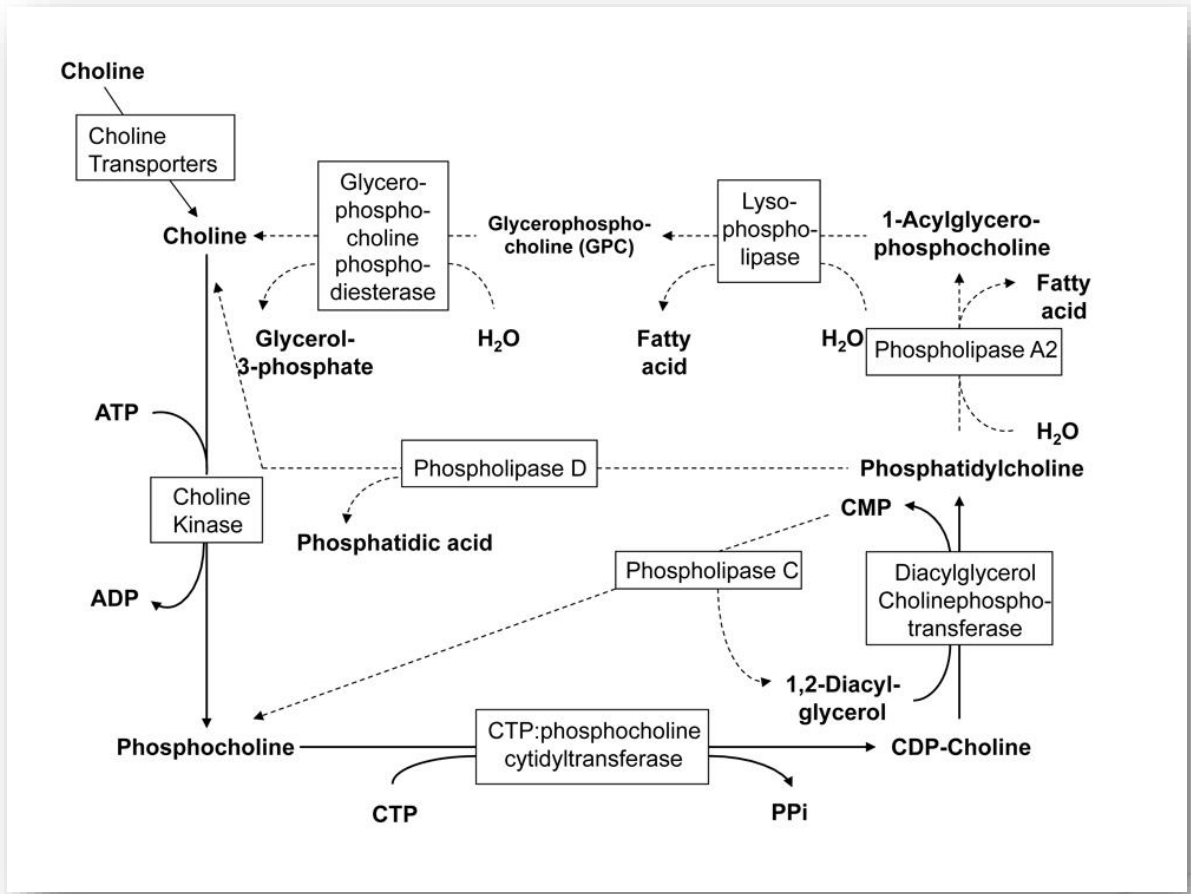 Choline
Choline
Transporters
Choline
Glycero-
phospho-
choline
phospho-
diesterase
Glycerophospho-
choline (GPC)
Lyso-
phospho-
lipase
1-Acylglycero-
phosphocholine
Glycerol-
3-phosphate
H₂O
Fatty
acid
H₂O
Fatty
acid
Phospholipase A2
H₂O
ATP
Phospholipase D
Phosphatidylcholine
Choline
Kinase
Phosphatidic acid
CMP
ADP
Phospholipase C
Diacylglycerol
Cholinephospho-
transferase
1,2-Diacyl-
glycerol
Phosphocholine
CTP:phosphocholine
cytidyltransferase
CDP-Choline
CTP
PPi